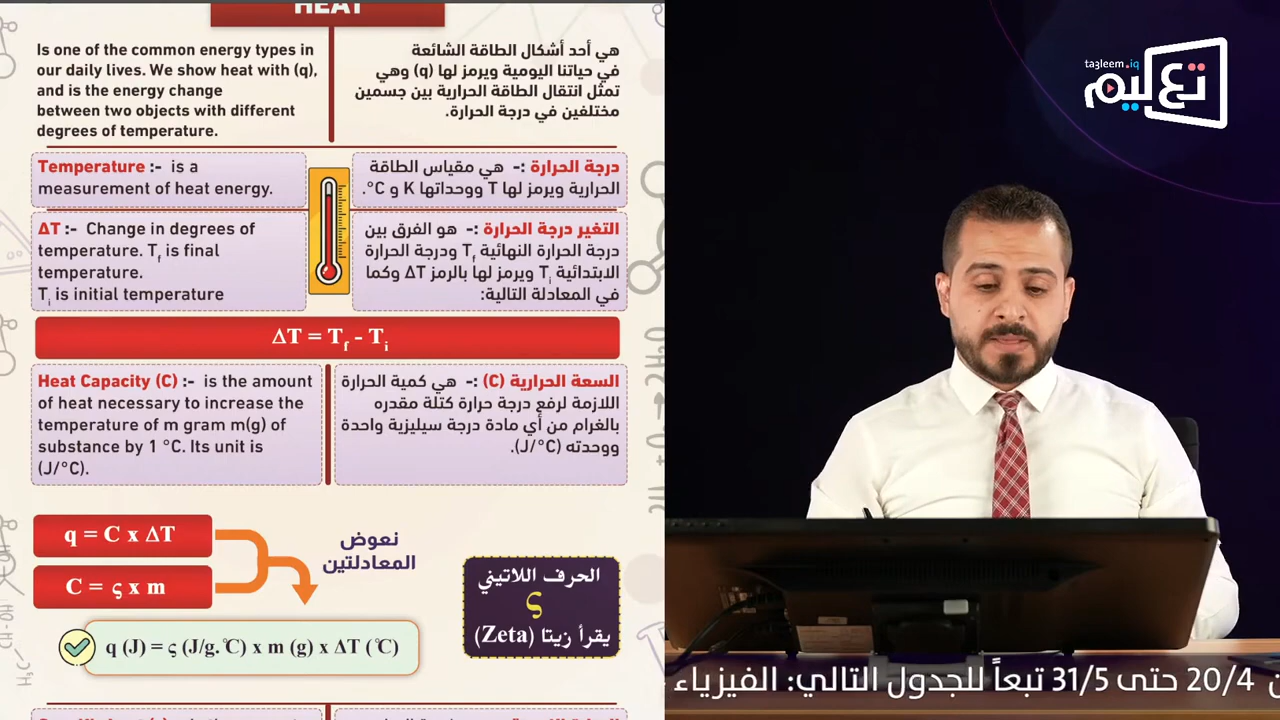 HEAT
Is one of the common energy types in
our daily lives. We show heat with (q),
and is the energy change
between two objects with different
degrees of temperature.
هي أحد أشكال الطاقة الشائعة
في حياتنا اليومية ويرمز لها (q) وهي
تمثل انتقال الطاقة الحرارية بين جسمين
مختلفين في درجة الحرارة.
Temperature :- is a
measurement of heat energy.
درجة الحرارة :- هي مقياس الطاقة
الحرارية ويرمز لها T ووحداتها K و C°.
ΔT :- Change in degrees of
temperature. Tf is final
temperature.
Ti is initial temperature
التغير درجة الحرارة :- هو الفرق بين
درجة الحرارة النهائية Tf ودرجة الحرارة
الابتدائية Ti ويرمز لها بالرمز ΔT وكما
في المعادلة التالية:
ΔT = Tf - Ti
Heat Capacity (C) :- is the amount
of heat necessary to increase the
temperature of m gram m(g) of
substance by 1 °C. Its unit is
(J/°C).
السعة الحرارية (C) :- هي كمية الحرارة
اللازمة لرفع درجة حرارة كتلة مقدره
بالغرام من أي مادة درجة سيليزية واحدة
ووحدته (J/°C).
q = C x ΔT
C = ς x m
نعوض
المعادلتين
q (J) = ς (J/g.℃) x m (g) x ΔT (℃)
الحرف اللاتيني
ς
يقرأ زيتا (Zeta)
ta3leem.iq
تعليم
20/4 حتى 31/5 تبعاً للجدول التالي: الفيزياء